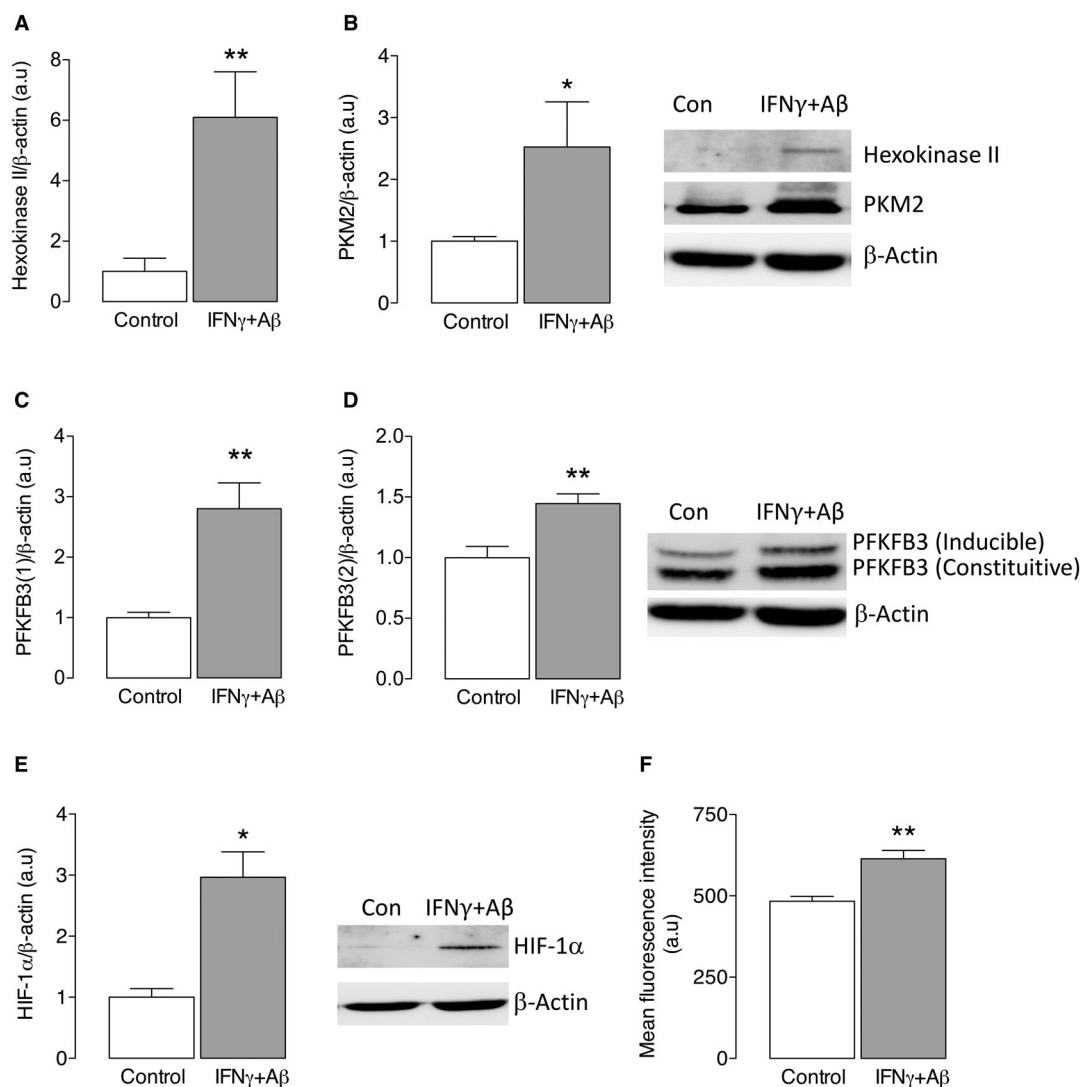 A
Hexokinase II/β-actin (a.u)
8
6
4
2
0
**
Control
IFNγ+Aβ
B
PKM2/β-actin (a.u)
4
3
2
1
0
*
Control
IFNγ+Aβ
Con IFNγ+Aβ
Hexokinase II
PKM2
β-Actin
C
PFKFB3(1)/β-actin (a.u)
4
3
2
1
0
**
Control
IFNγ+Aβ
D
PFKFB3(2)/β-actin (a.u)
2.0
1.5
1.0
0.5
0.0
**
Control
IFNγ+Aβ
Con IFNγ+Aβ
PFKFB3 (Inducible)
PFKFB3 (Constituitive)
β-Actin
E
HIF-1α/β-actin (a.u)
4
3
2
1
0
*
Control
IFNγ+Aβ
Con IFNγ+Aβ
HIF-1α
β-Actin
F
Mean fluorescence intensity
(a.u)
750
500
250
0
**
Control
IFNγ+Aβ